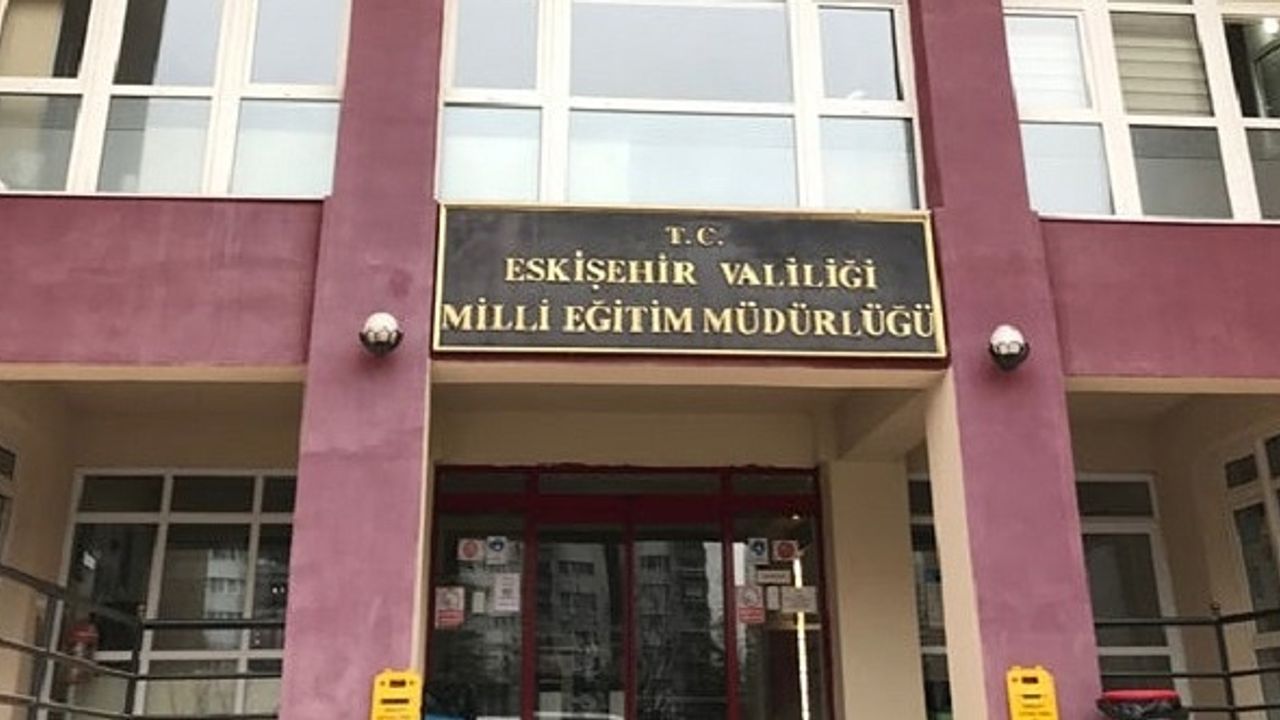 T.C.
ESKİŞEHİR VALİLİĞİ
MİLLİ EĞİTİM MÜDÜRLÜĞÜ